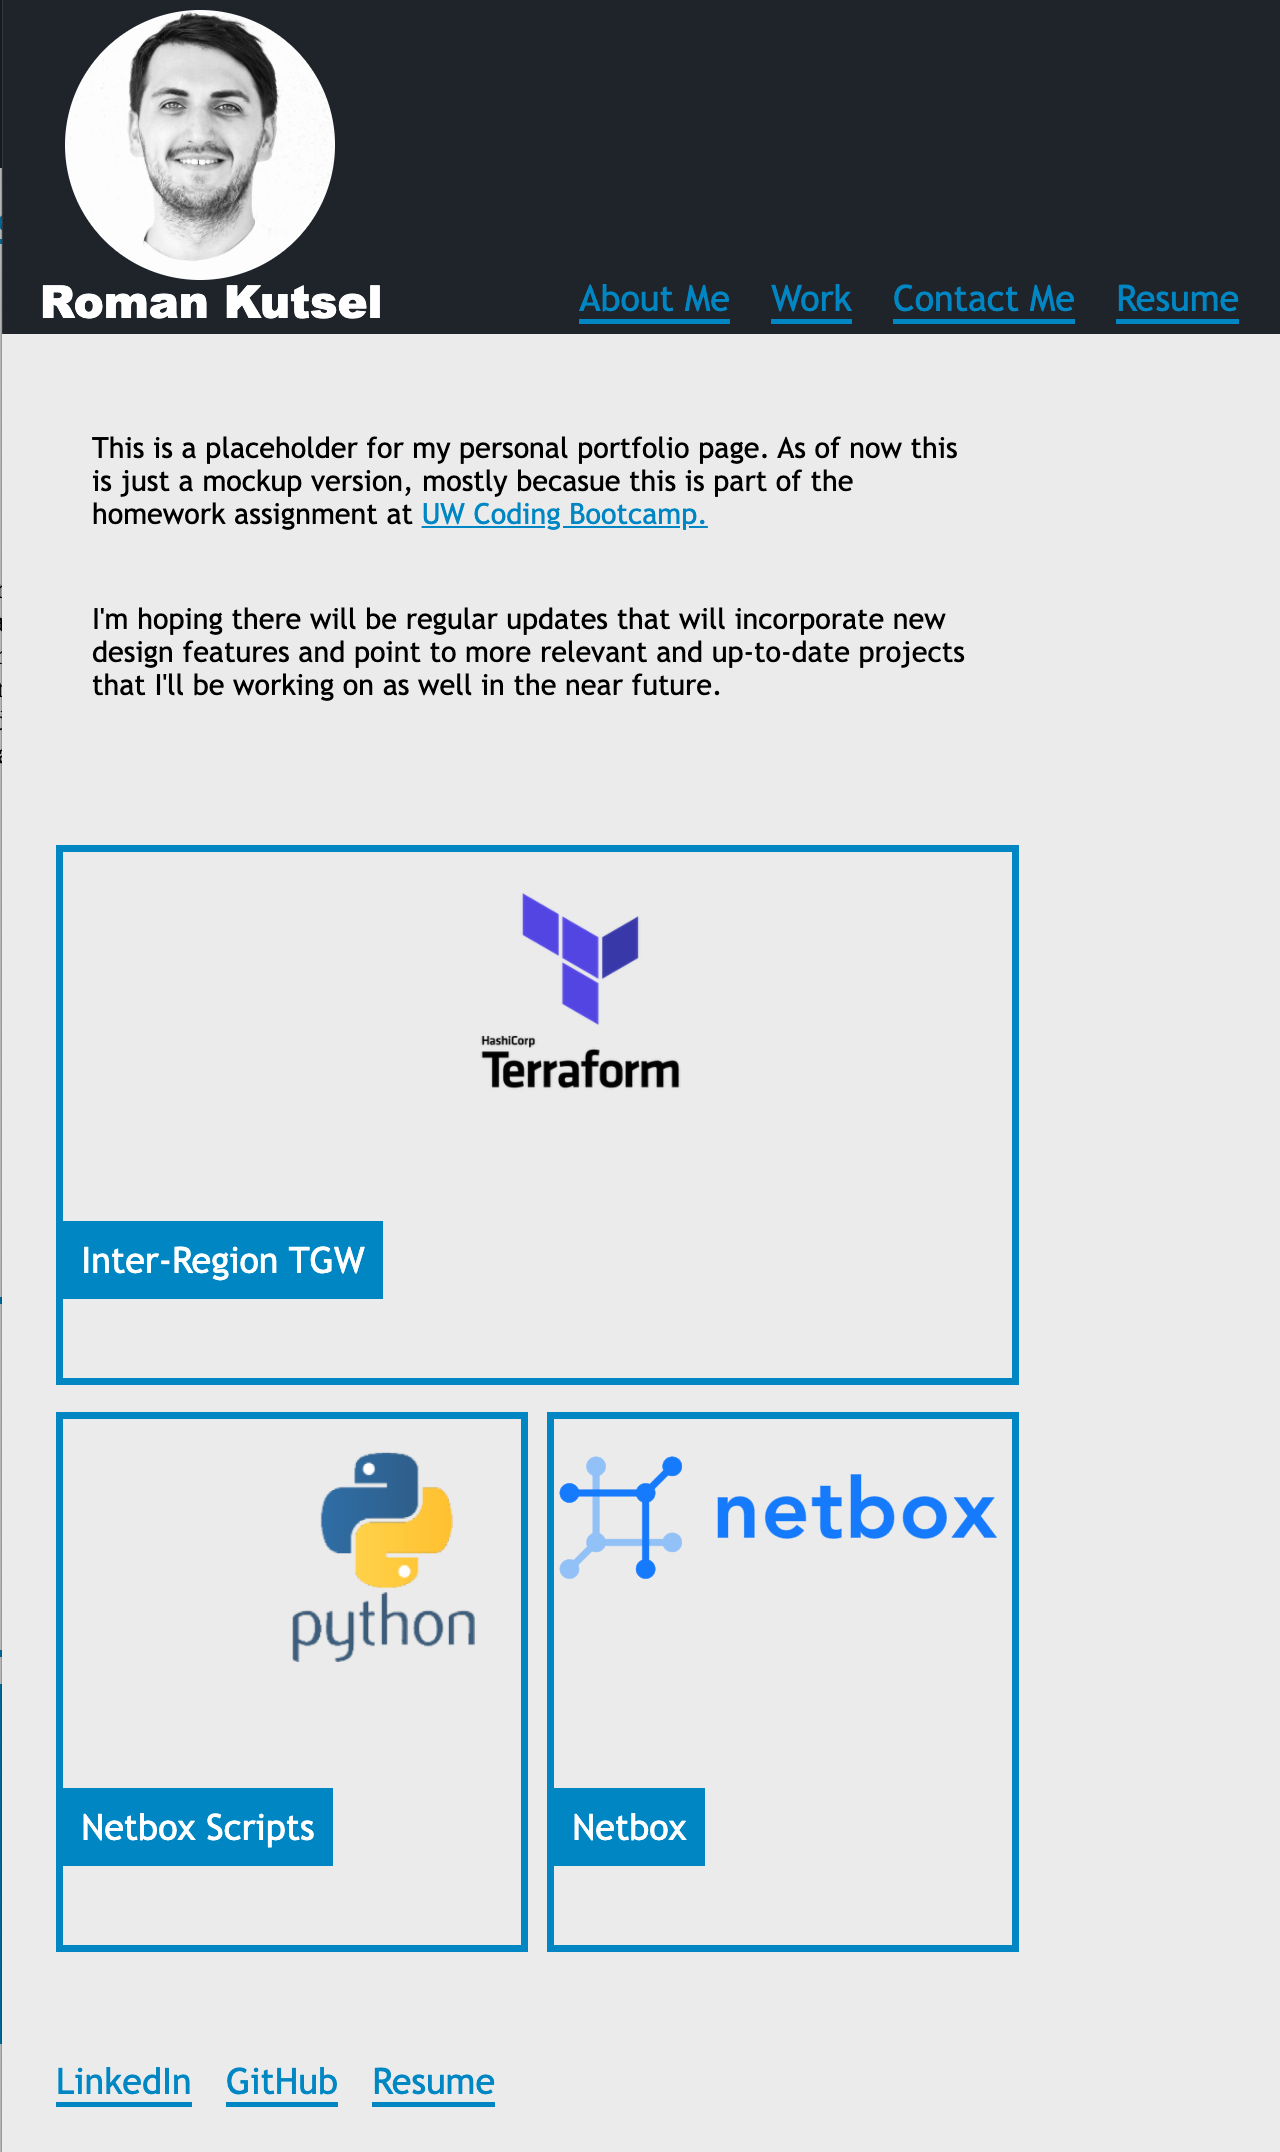 Roman Kutsel
About Me Work Contact Me Resume
This is a placeholder for my personal portfolio page. As of now this
is just a mockup version, mostly becasue this is part of the
homework assignment at UW Coding Bootcamp.
I'm hoping there will be regular updates that will incorporate new
design features and point to more relevant and up-to-date projects
that I'll be working on as well in the near future.
HashiCorp
Terraform
Inter-Region TGW
python
netbox
Netbox Scripts
Netbox
LinkedIn GitHub Resume